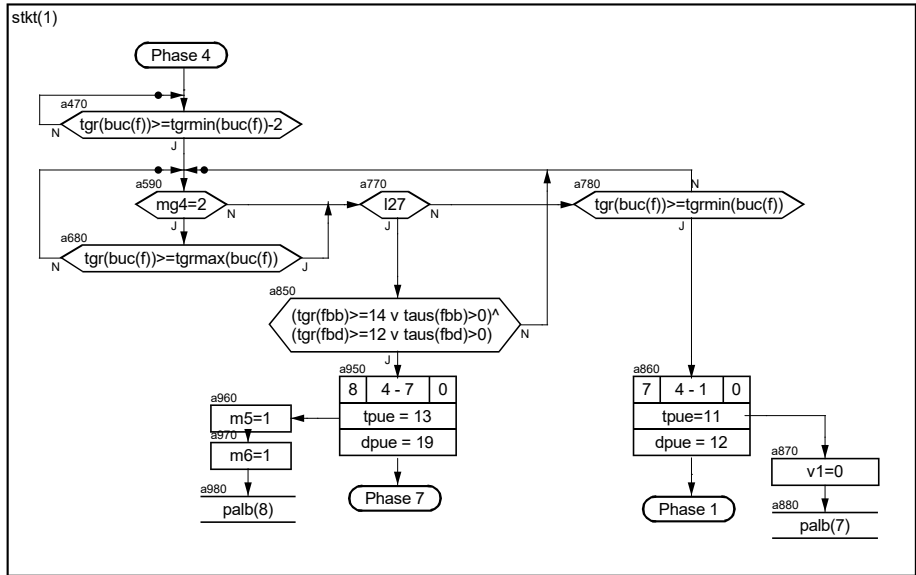 stkt(1)
Phase 4
a470
tgr(buc(f))>=tgrmin(buc(f))-2
N
J
a590
mg4=2
N
J
a770
l27
N
J
a780
N
tgr(buc(f))>=tgrmin(buc(f))
J
a680
tgr(buc(f))>=tgrmax(buc(f))
N
J
a850
(tgr(fbb)>=14 v taus(fbb)>0)^
(tgr(fbd)>=12 v taus(fbd)>0)
N
J
a950
8 4 - 7 0
tpue = 13
dpue = 19
a960
m5=1
a970
m6=1
a980
palb(8)
Phase 7
a860
7 4 - 1 0
tpue=11
dpue = 12
a870
v1=0
a880
palb(7)
Phase 1